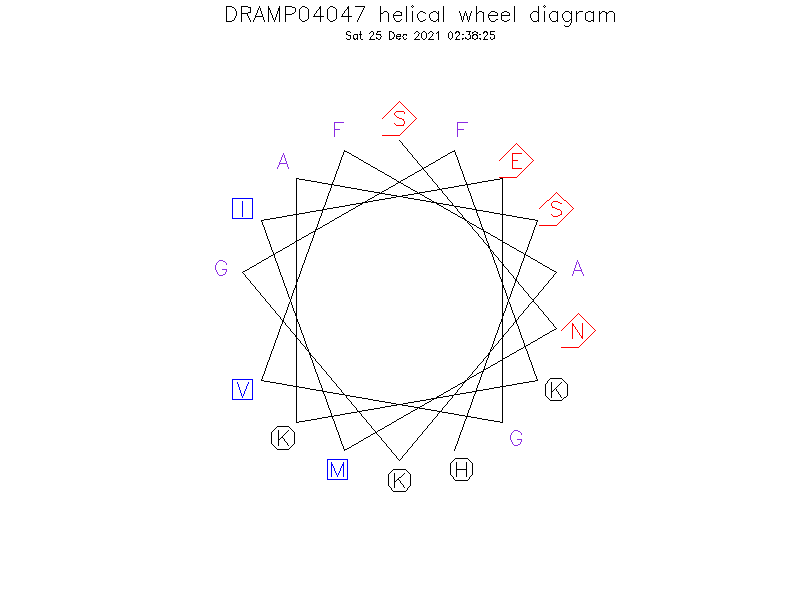 DRAMP04047 helical wheel diagram
Sat 25 Dec 2021 02:38:25
S
F F
A E
I S
G A
N
V K
K G
M H
K